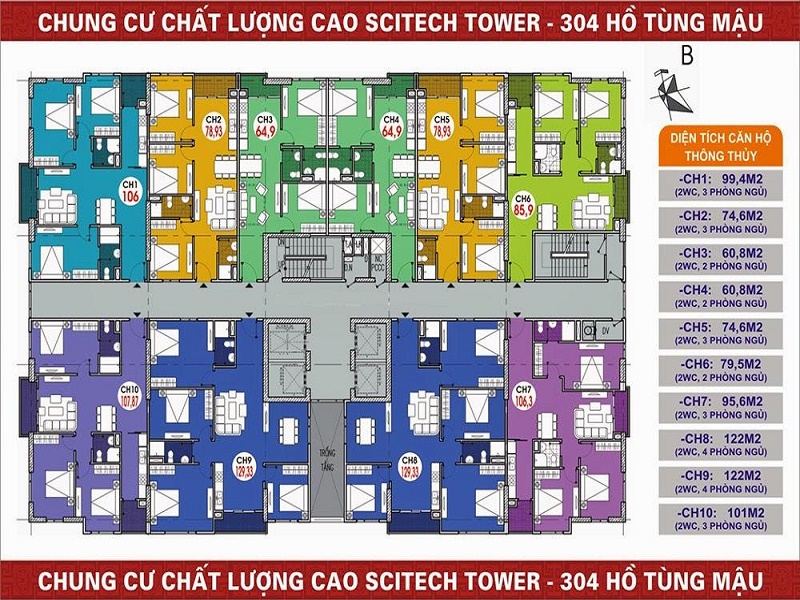 CHUNG CƯ CHẤT LƯỢNG CAO SCITECH TOWER - 304 HỒ TÙNG MẬU
B
DIỆN TÍCH CĂN HỘ
THÔNG THỦY
-CH1: 99,4M2
(2WC, 3 PHÒNG NGỦ)
-CH2: 74,6M2
(2WC, 3 PHÒNG NGỦ)
-CH3: 60,8M2
(2WC, 2 PHÒNG NGỦ)
-CH4: 60,8M2
(2WC, 2 PHÒNG NGỦ)
-CH5: 74,6M2
(2WC, 3 PHÒNG NGỦ)
-CH6: 79,5M2
(2WC, 2 PHÒNG NGỦ)
-CH7: 95,6M2
(2WC, 3 PHÒNG NGỦ)
-CH8: 122M2
(2WC, 4 PHÒNG NGỦ)
-CH9: 122M2
(2WC, 4 PHÒNG NGỦ)
-CH10: 101M2
(2WC, 3 PHÒNG NGỦ)
CH1
106
CH2
78,93
CH3
64,9
CH4
64,9
CH5
78,93
CH6
85,9
NC
PCCC
DV
CH10
107,87
CH9
129,33
TRỐNG
TẦNG
CH8
129,33
CH7
106,3
CHUNG CƯ CHẤT LƯỢNG CAO SCITECH TOWER - 304 HỒ TÙNG MẬU